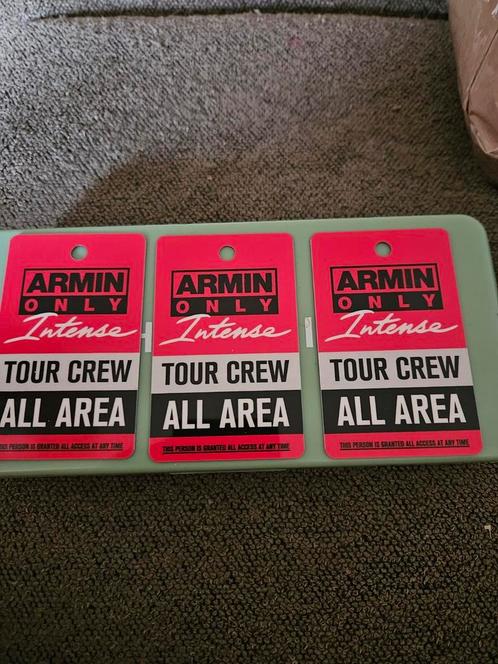 ARMIN
ONLY
Intense
TOUR CREW
ALL AREA
THIS PERSON IS GRANTED ALL ACCESS AT ANY TIME
ARMIN
ONLY
Intense
TOUR CREW
ALL AREA
THIS PERSON IS GRANTED ALL ACCESS AT ANY TIME
ARMIN
ONLY
Intense
TOUR CREW
ALL AREA
THIS PERSON IS GRANTED ALL ACCESS AT ANY TIME